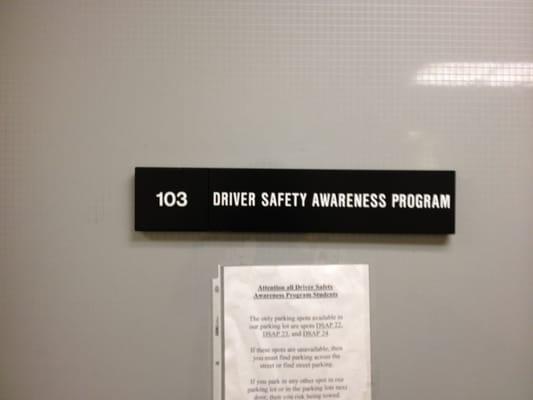 103 DRIVER SAFETY AWARENESS PROGRAM
Attention all Driver Safety
Awareness Program Students
The only parking spots available in
our parking lot are spots DSAP 22,
DSAP 23, and DSAP 24.
If these spots are unavailable, then
you must find parking across the
street or find street parking.
If you park in any other spot in our
parking lot or in the parking lots next
door, then you risk being towed.